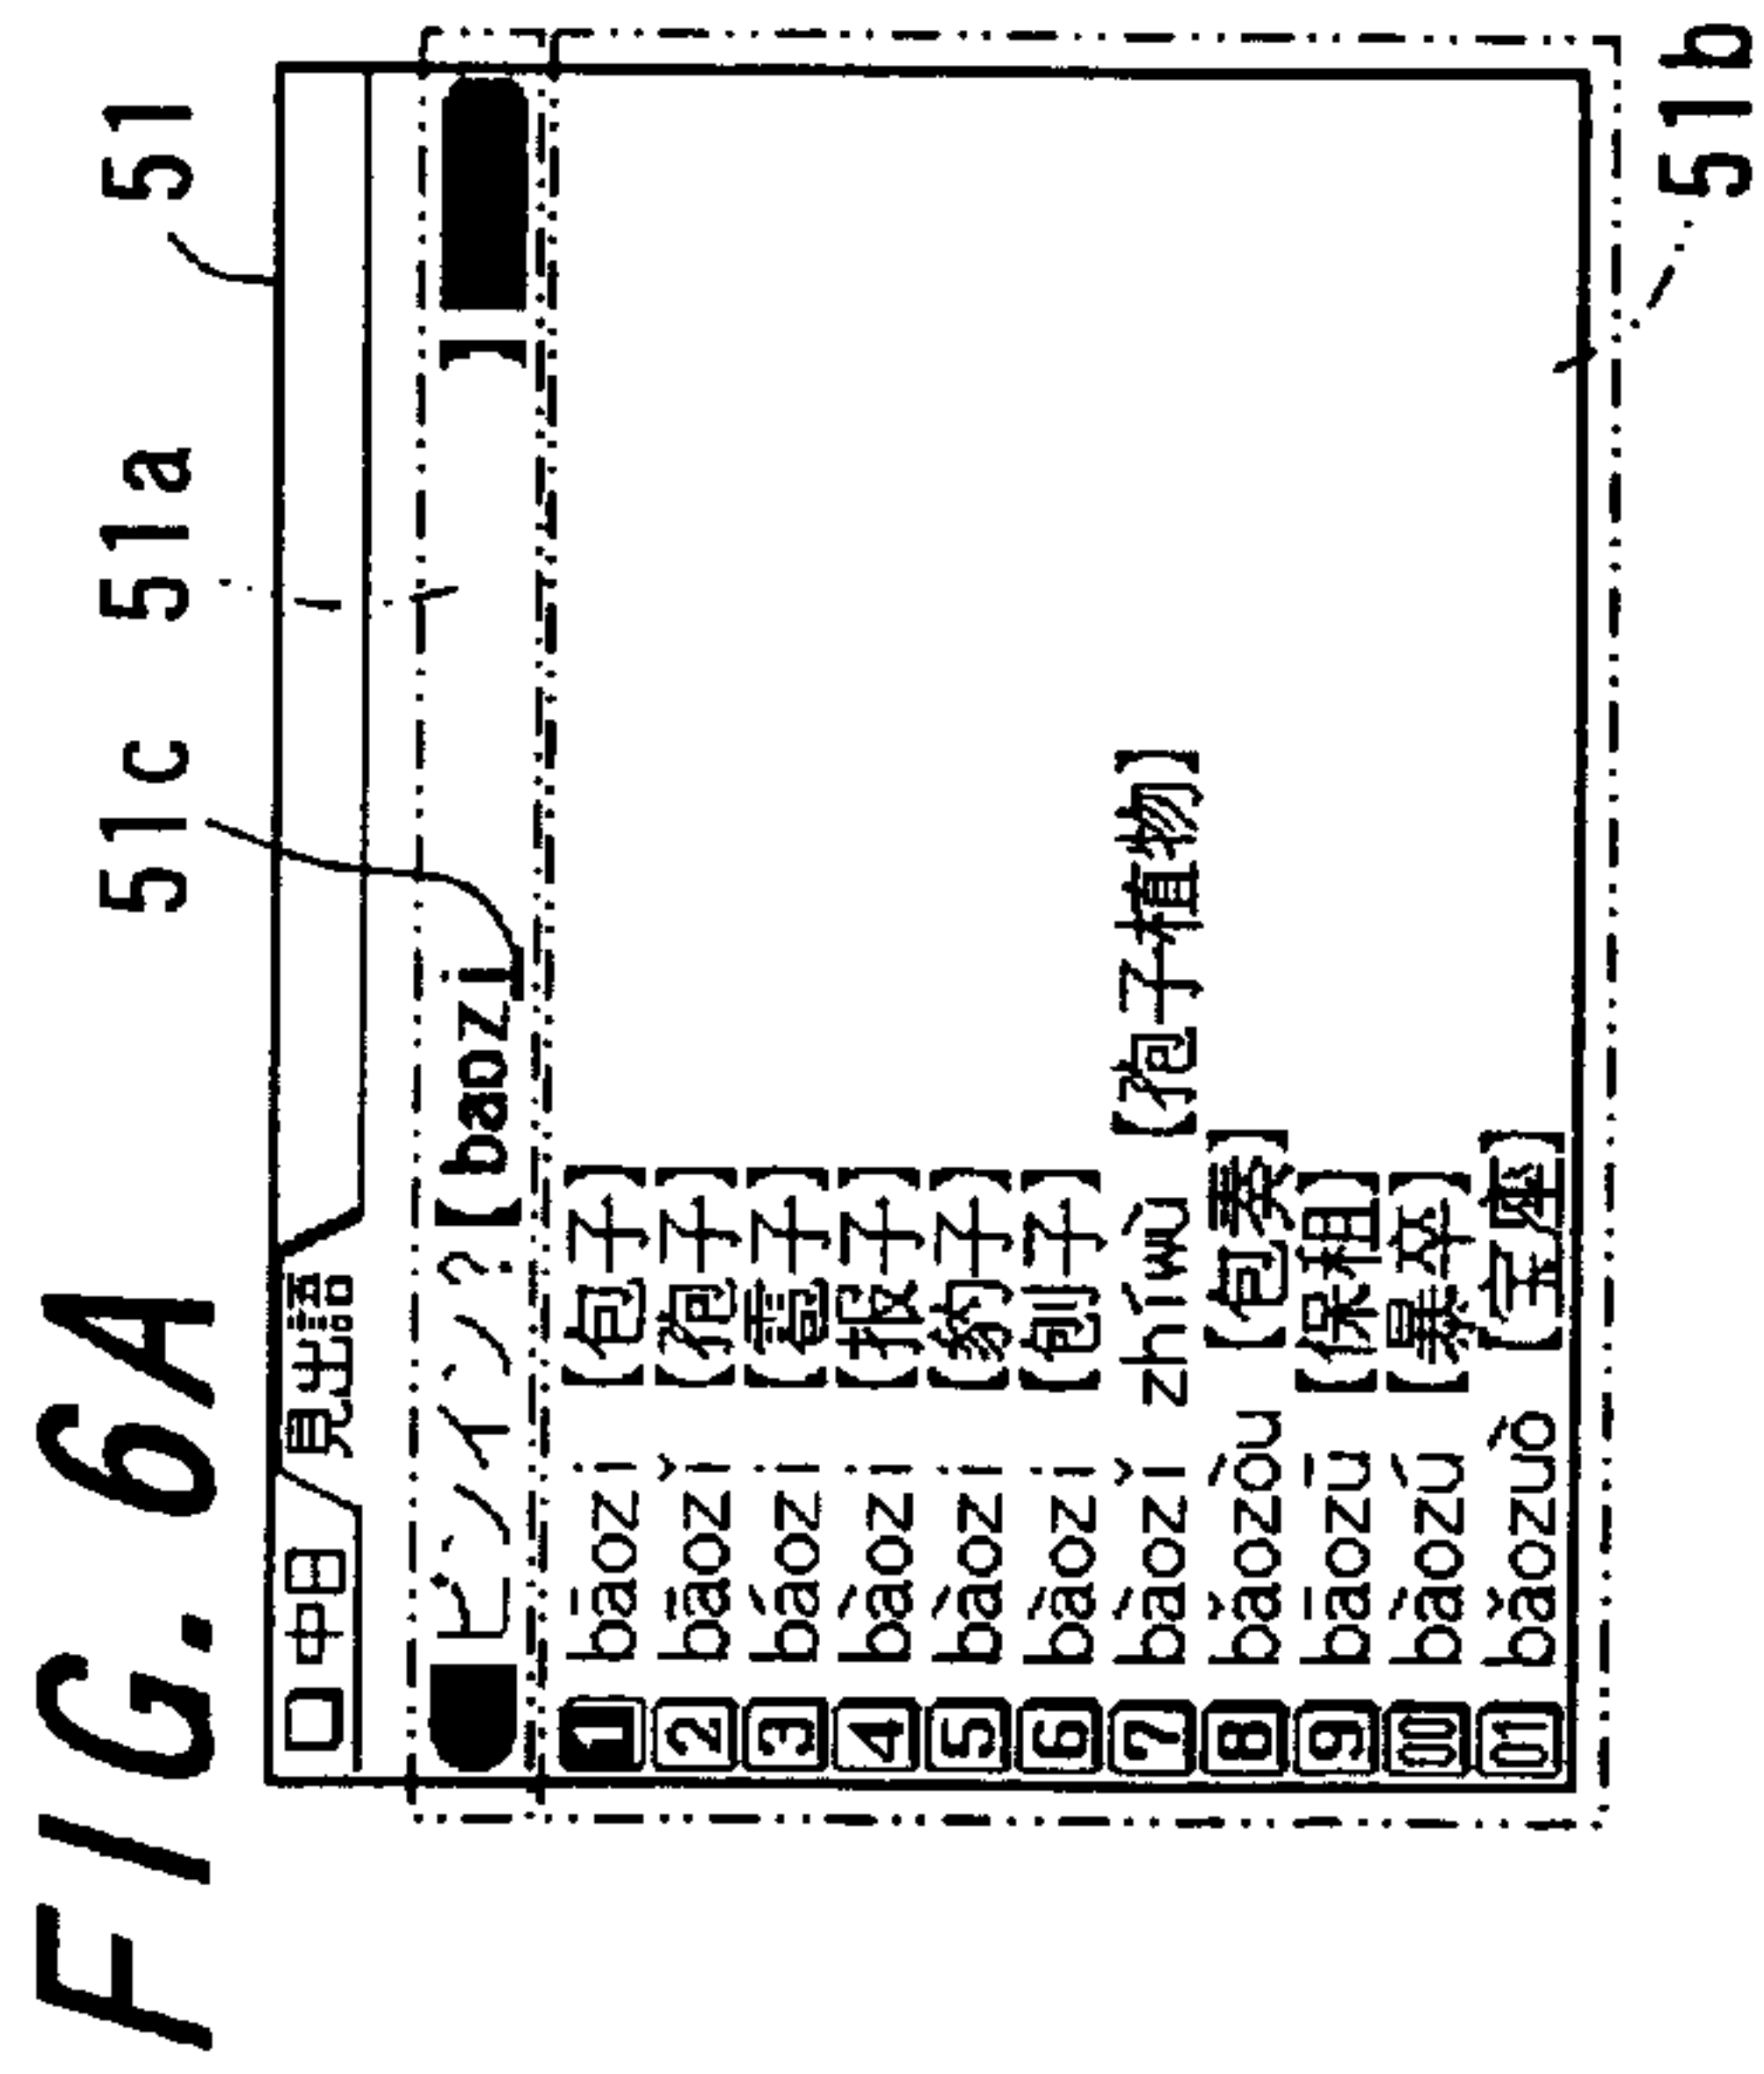 FIG. 6A
51c 51a 51
口中日 見出語
ピンイン?【baozi 】
1 bāozi 【包子】
2 bāozǐ 【孢子】
3 báozi 【雹子】
4 bàozi 【报子】
5 bàozi 【豹子】
6 bàozi 【刨子】
7 bāozǐ zhíwù 【孢子植物】
8 bǎozòu 【包奏】
9 bāozū 【保租】
00 bàozú 【暴卒】
01 bǎozuò 【宝座】
51b